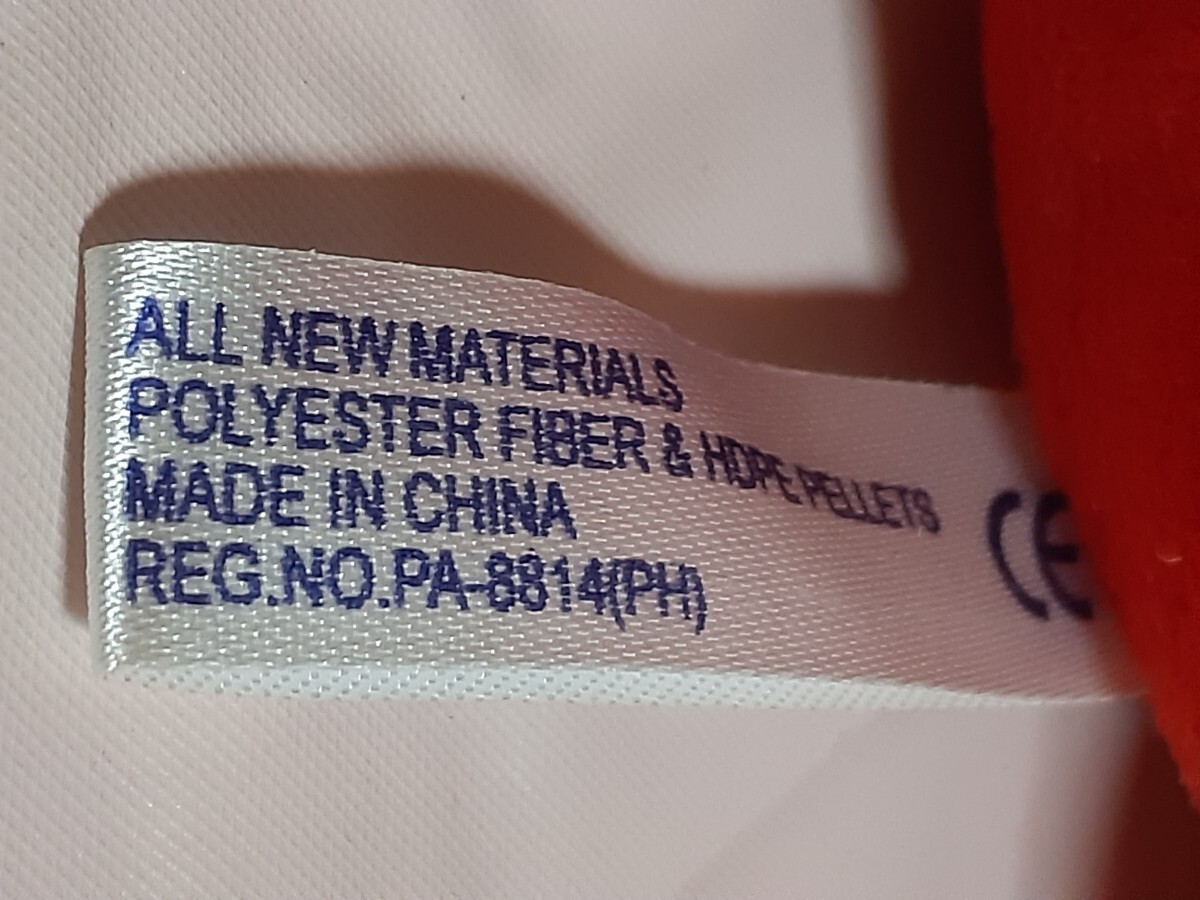 ALL NEW MATERIALS
POLYESTER FIBER & HDPE PELLETS
MADE IN CHINA
REG.NO.PA-8814(PH)
CE